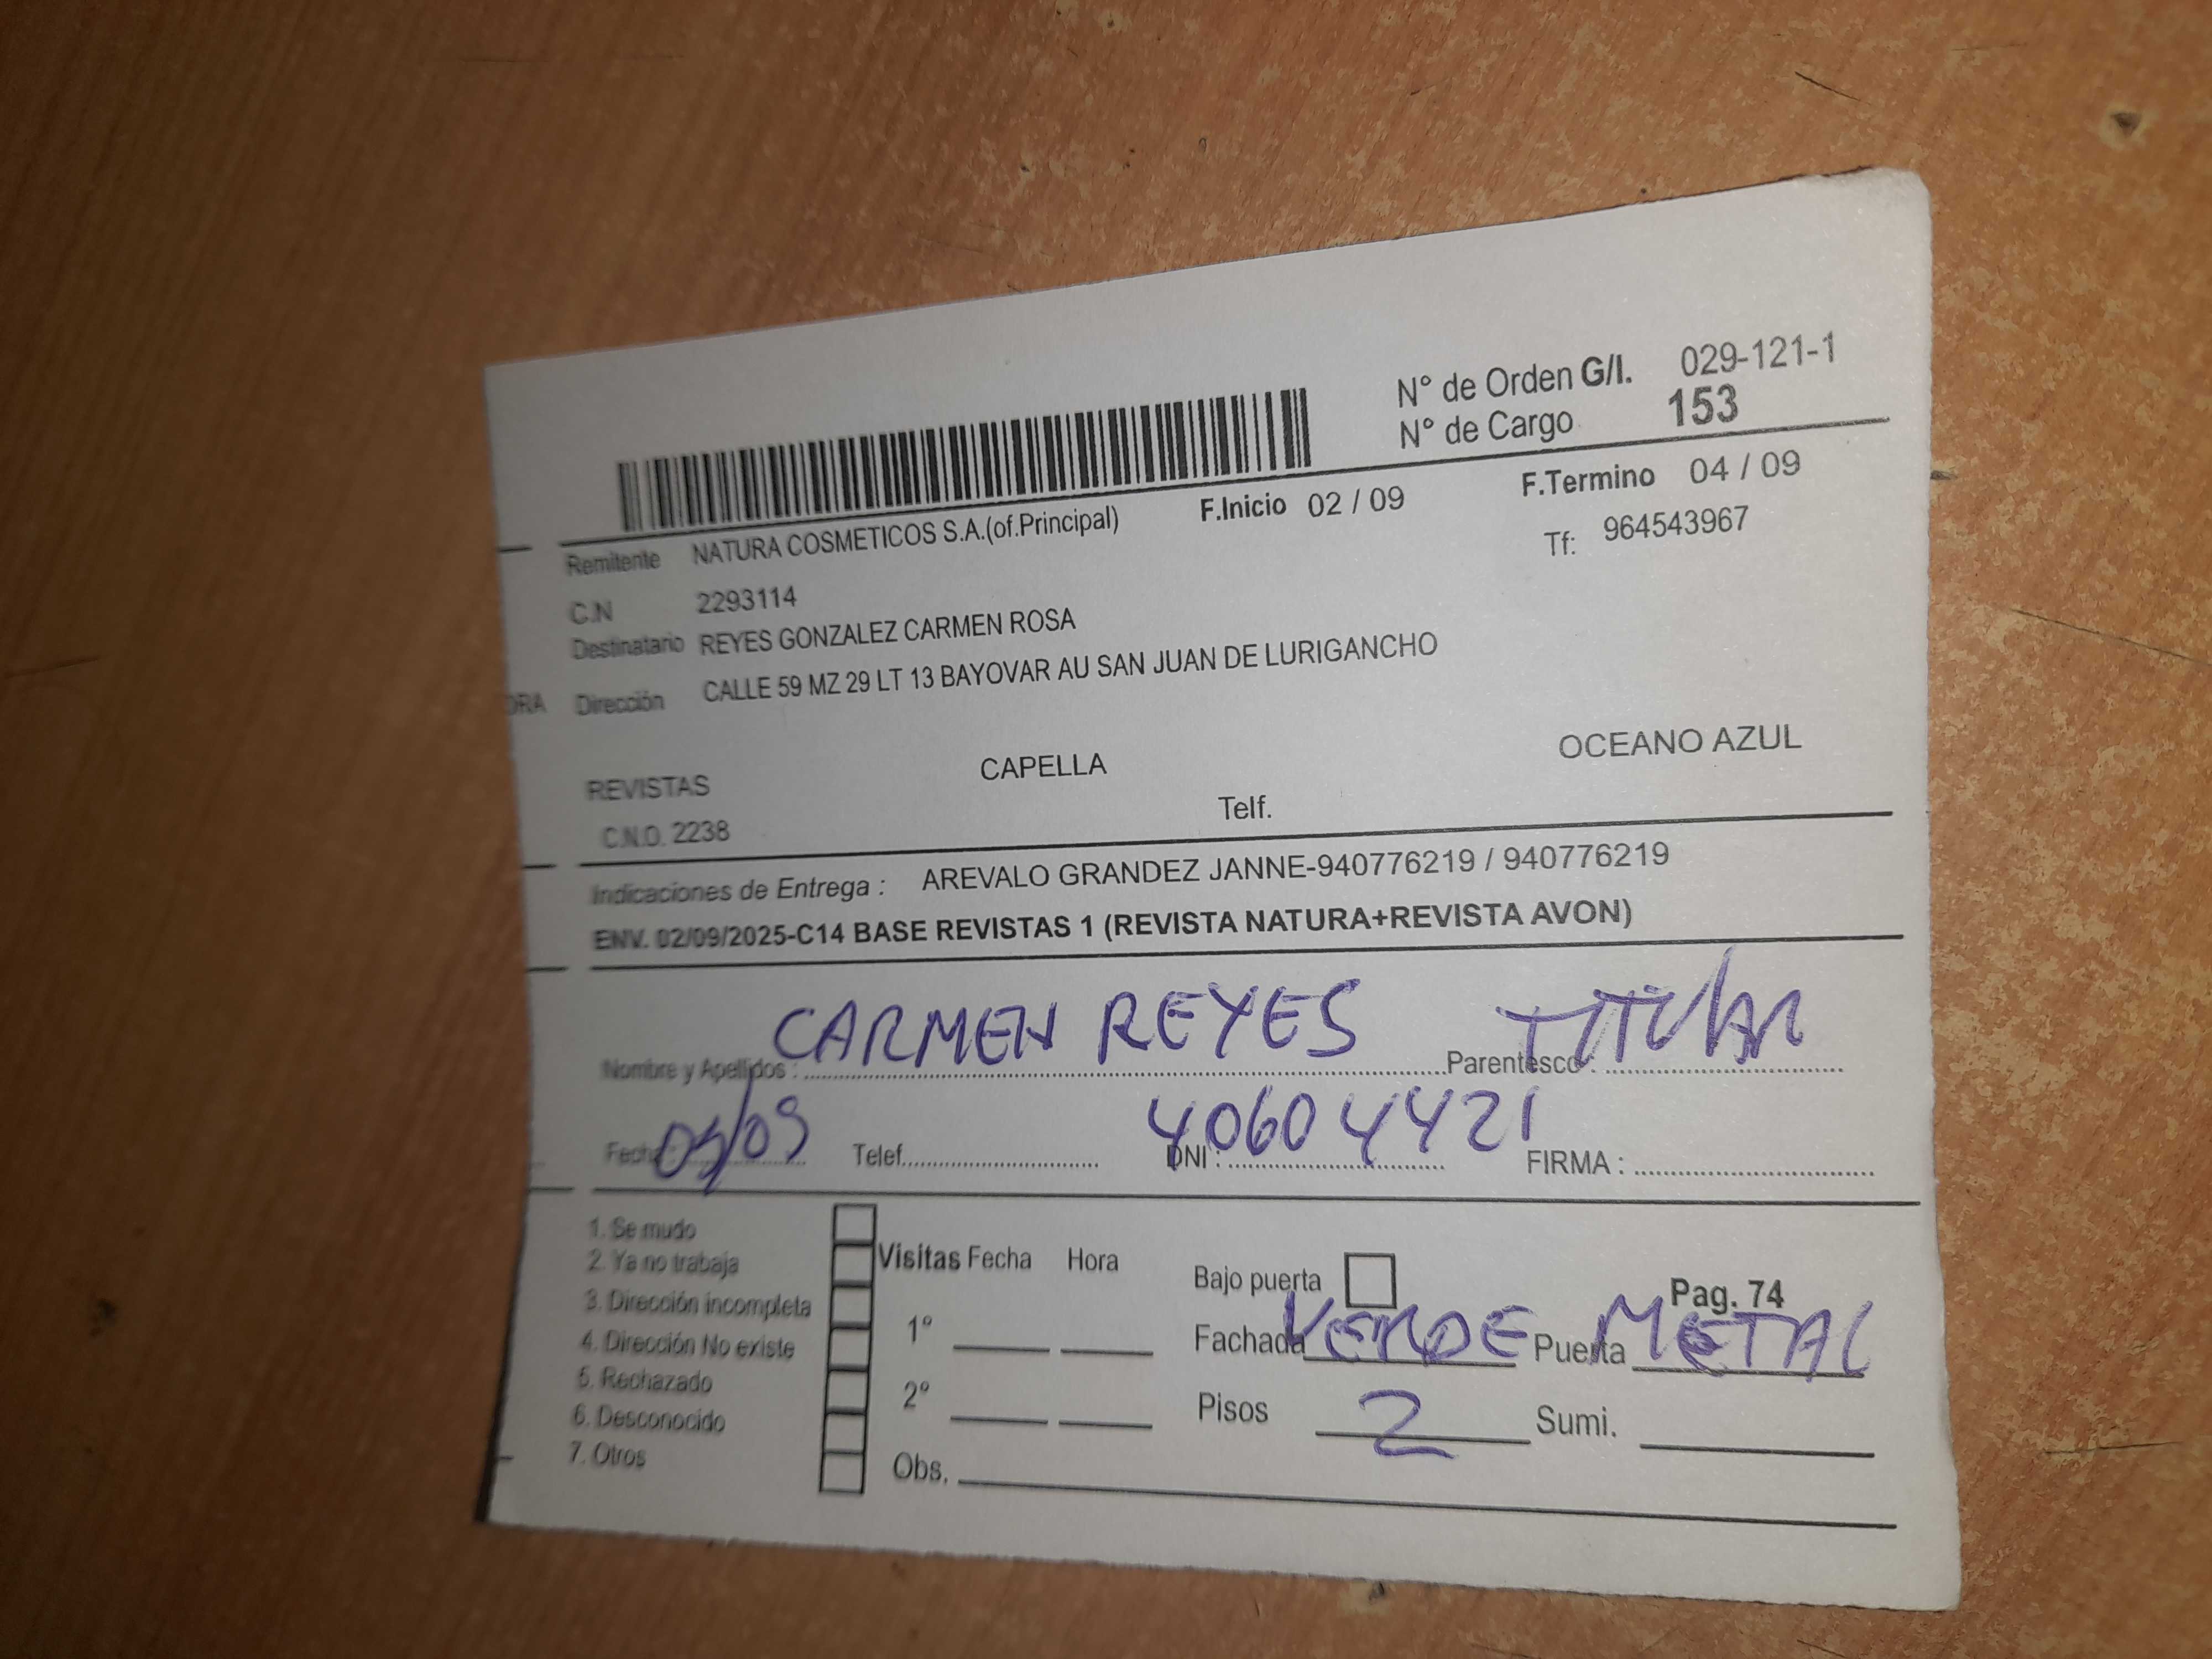 N° de Orden G/I. 029-121-1
N° de Cargo 153
F.Inicio 02 / 09 F.Termino 04 / 09
Remitente NATURA COSMETICOS S.A.(of.Principal) Tf: 964543967
C.N 2293114
Destinatario REYES GONZALEZ CARMEN ROSA
ORA Dirección CALLE 59 MZ 29 LT 13 BAYOVAR AU SAN JUAN DE LURIGANCHO
REVISTAS CAPELLA OCEANO AZUL
C.N.O. 2238 Telf.
Indicaciones de Entrega : AREVALO GRANDEZ JANNE-940776219 / 940776219
ENV. 02/09/2025-C14 BASE REVISTAS 1 (REVISTA NATURA+REVISTA AVON)
Nombre y Apellidos : CARMEN REYES Parentesco : TITULAR
Fecha : /09 Telef. DNI : 40604421 FIRMA :
1. Se mudo
2. Ya no trabaja
3. Dirección incompleta
4. Dirección No existe
5. Rechazado
6. Desconocido
7. Otros
Visitas Fecha Hora
1°
2°
Obs.
Bajo puerta Pag. 74
Fachada VERDE Puerta METAL
Pisos 2 Sumi.